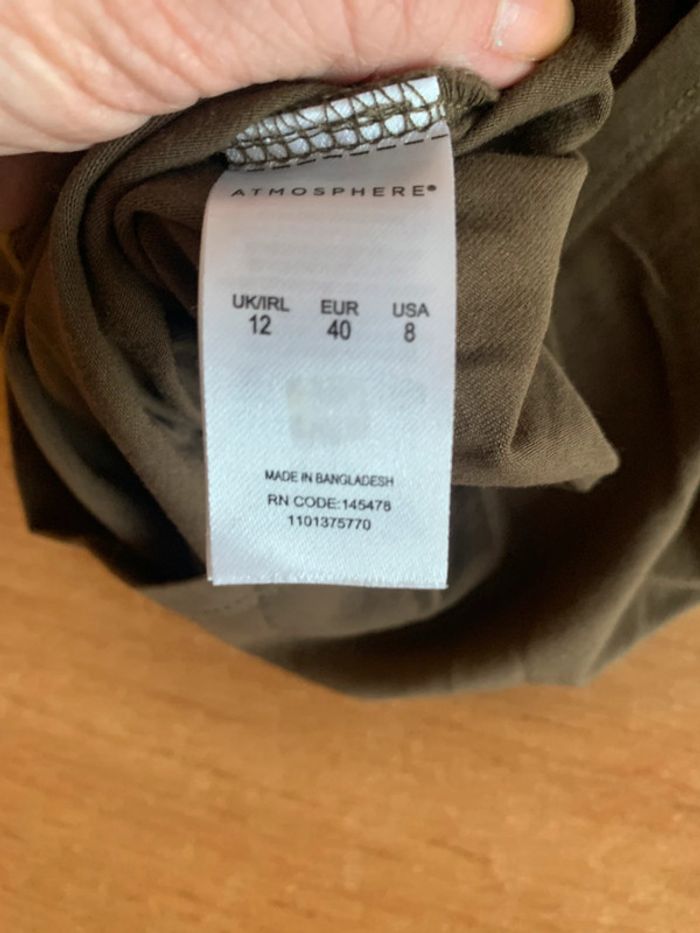 ATMOSPHERE®
UK/IRL EUR USA
12 40 8
MADE IN BANGLADESH
RN CODE:145478
1101375770